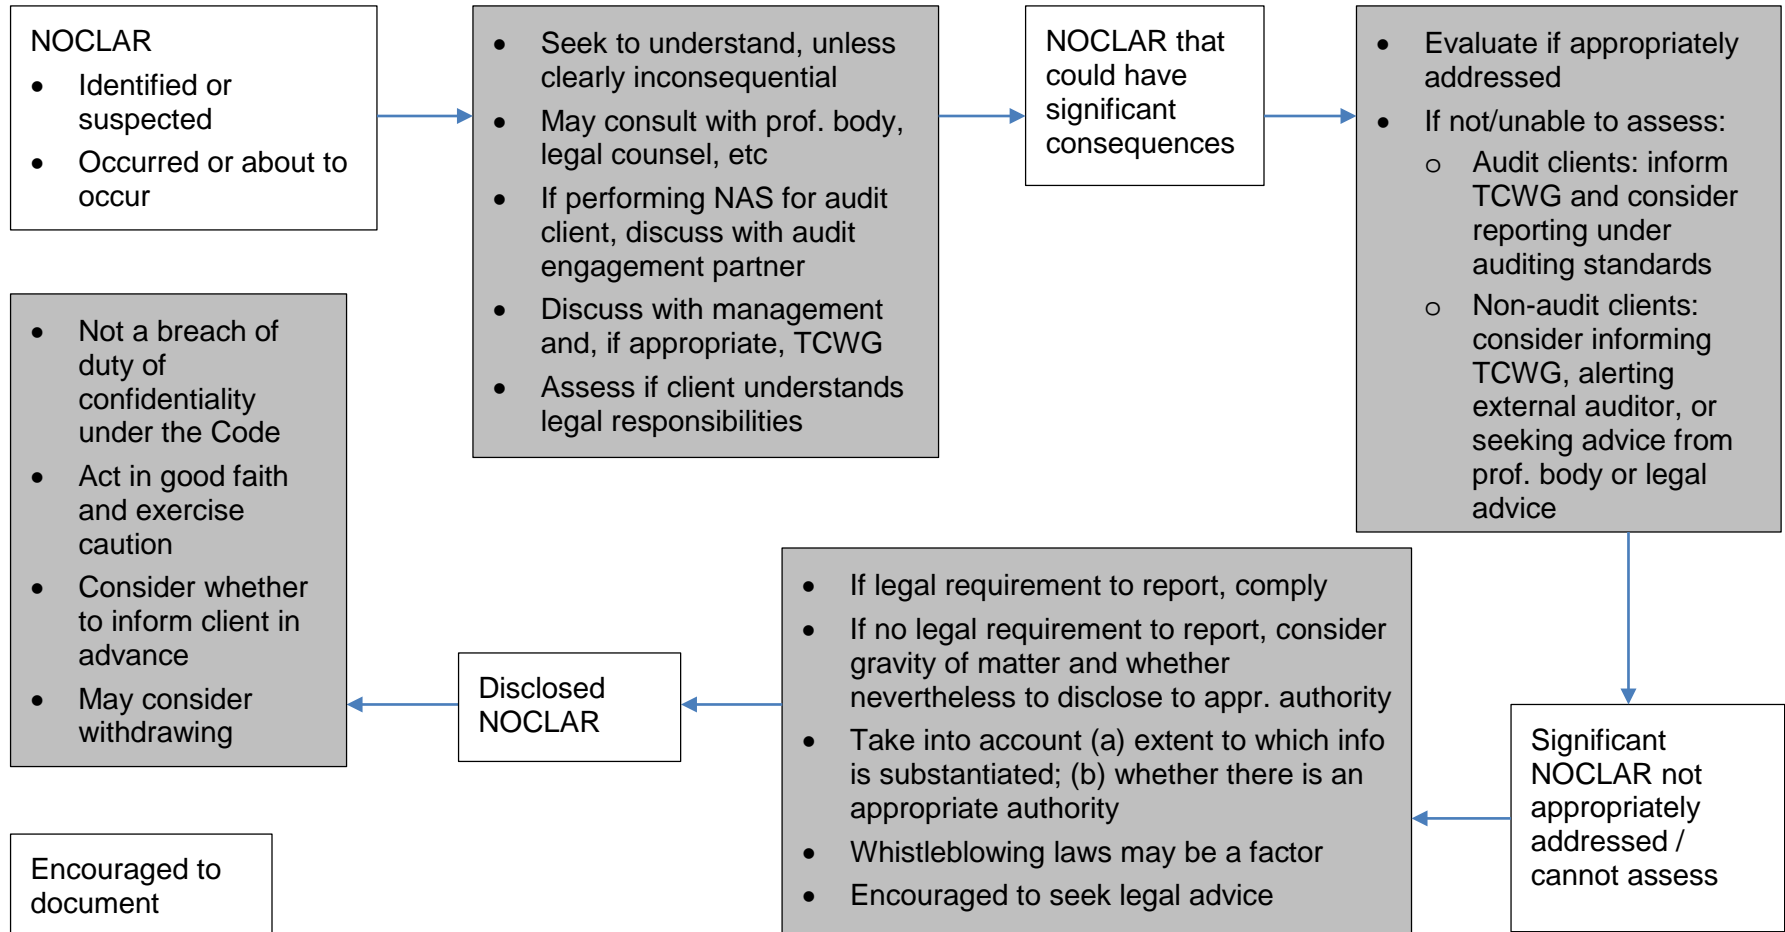 NOCLAR
• Identified or
suspected
• Occurred or about to
occur
• Seek to understand, unless
clearly inconsequential
• May consult with prof. body,
legal counsel, etc
• If performing NAS for audit
client, discuss with audit
engagement partner
• Discuss with management
and, if appropriate, TCWG
• Assess if client understands
legal responsibilities
NOCLAR that
could have
significant
consequences
• Evaluate if appropriately
addressed
• If not/unable to assess:
o Audit clients: inform
TCWG and consider
reporting under
auditing standards
o Non-audit clients:
consider informing
TCWG, alerting
external auditor, or
seeking advice from
prof. body or legal
advice
Significant
NOCLAR not
appropriately
addressed /
cannot assess
• If legal requirement to report, comply
• If no legal requirement to report, consider
gravity of matter and whether
nevertheless to disclose to appr. authority
• Take into account (a) extent to which info
is substantiated; (b) whether there is an
appropriate authority
• Whistleblowing laws may be a factor
• Encouraged to seek legal advice
Disclosed
NOCLAR
• Not a breach of
duty of
confidentiality
under the Code
• Act in good faith
and exercise
caution
• Consider whether
to inform client in
advance
• May consider
withdrawing
Encouraged to
document